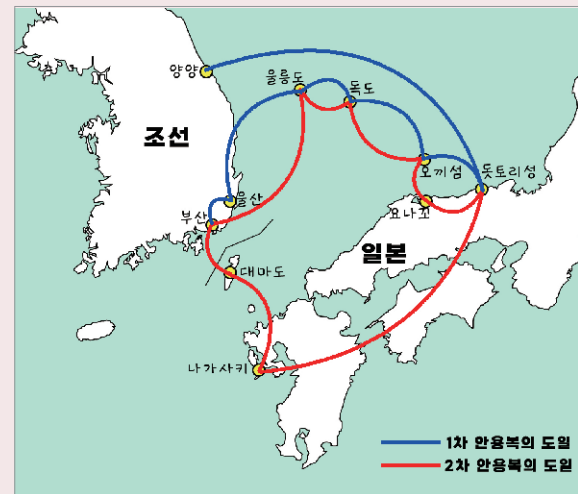 양양
울릉도
독도
조선
오끼섬
돗토리성
울산
요나꼬
부산
일본
대마도
나가사키
1차 안용복의 도일
2차 안용복의 도일